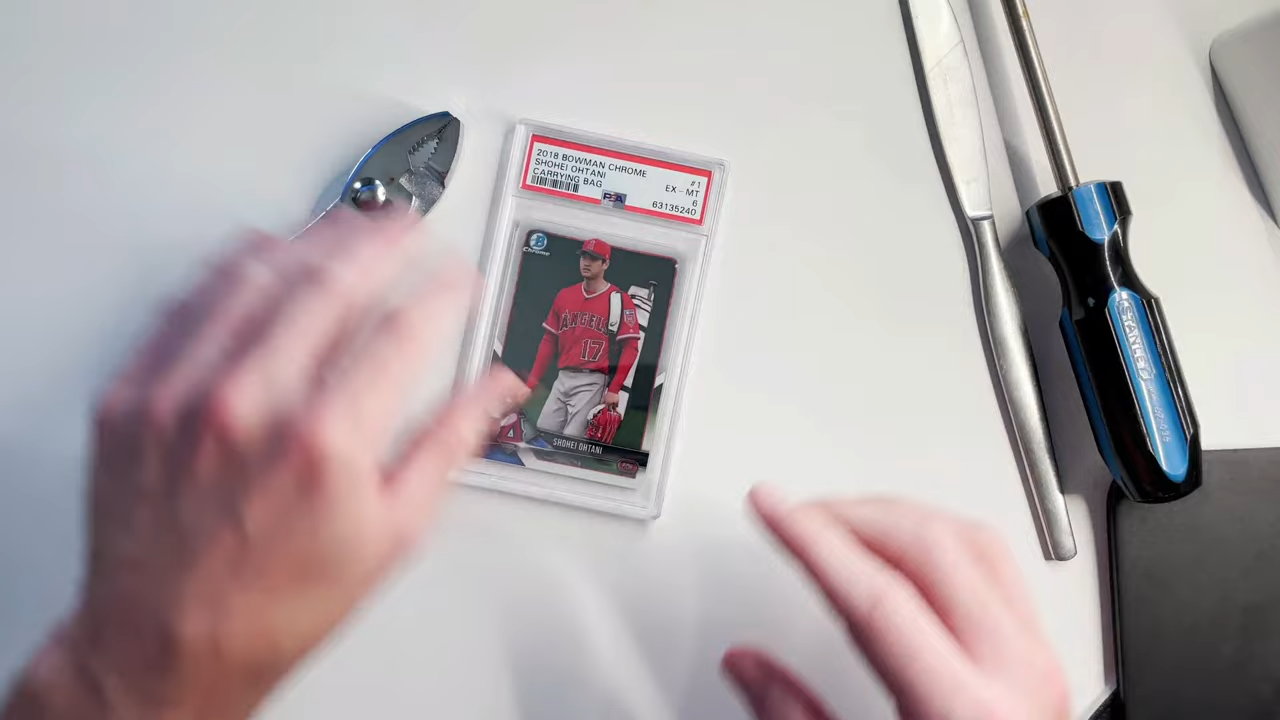 2018 BOWMAN CHROME #1
SHOHEI OHTANI EX-MT
CARRYING BAG 6
PSA 63135240
Chrome
ANGELS
17
SHOHEI OHTANI
STANLEY